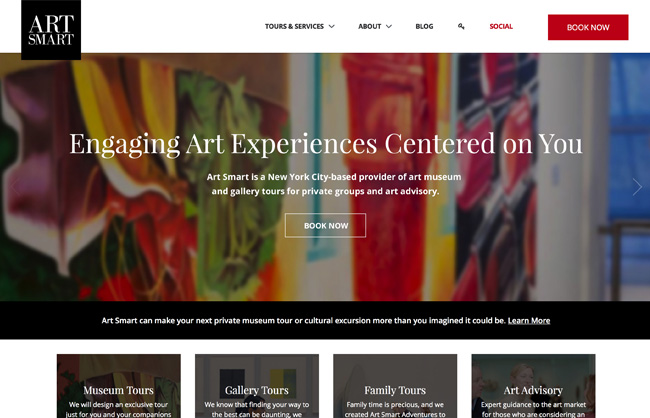 ART
SMART
TOURS & SERVICES
ABOUT
BLOG
SOCIAL
BOOK NOW
Engaging Art Experiences Centered on You
Art Smart is a New York City-based provider of art museum
and gallery tours for private groups and art advisory.
BOOK NOW
Art Smart can make your next private museum tour or cultural excursion more than you imagined it could be. Learn More
Museum Tours
We will design an exclusive tour
just for you and your companions
Gallery Tours
We know that finding your way to
the best can be daunting, we
Family Tours
Family time is precious, and we
created Art Smart Adventures to
Art Advisory
Expert guidance to the art market
for those who are considering an